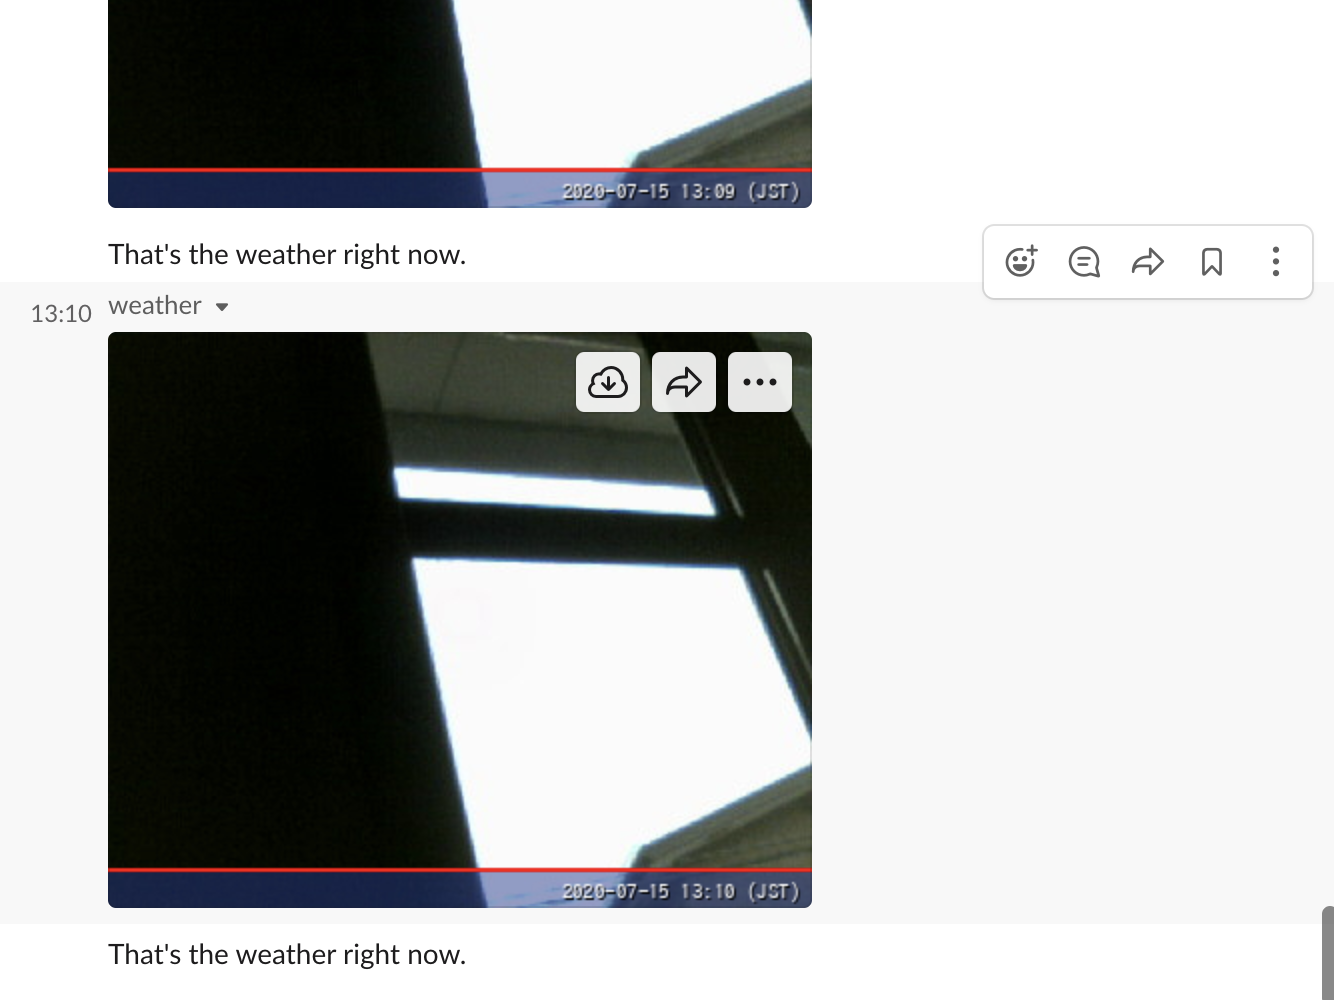 2020-07-15 13:09 (JST)
That's the weather right now.
13:10 weather
2020-07-15 13:10 (JST)
That's the weather right now.